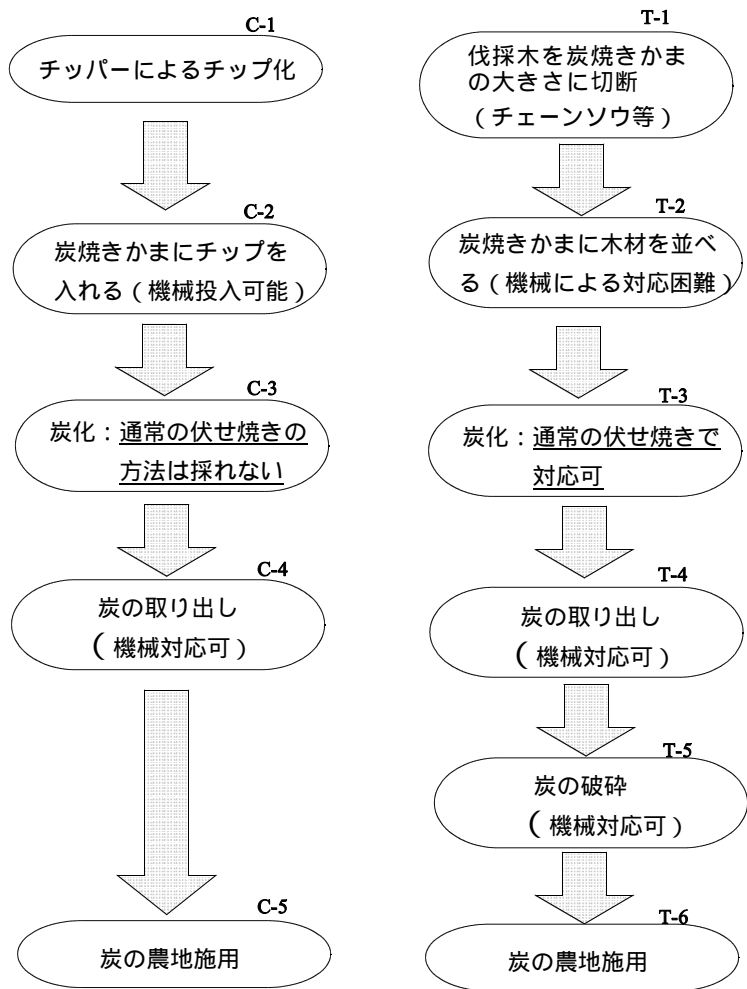 C-1
チッパーによるチップ化
C-2
炭焼きかまにチップを
入れる（機械投入可能）
C-3
炭化：通常の伏せ焼きの
方法は採れない
C-4
炭の取り出し
（機械対応可）
C-5
炭の農地施用
T-1
伐採木を炭焼きかま
の大きさに切断
（チェーンソウ等）
T-2
炭焼きかまに木材を並べ
る（機械による対応困難）
T-3
炭化：通常の伏せ焼きで
対応可
T-4
炭の取り出し
（機械対応可）
T-5
炭の破砕
（機械対応可）
T-6
炭の農地施用